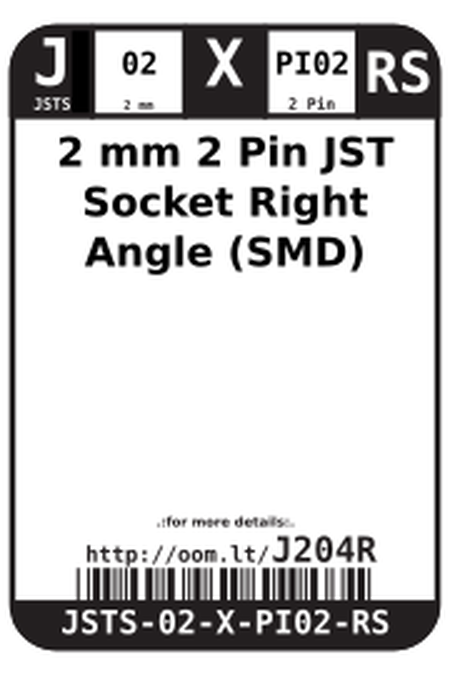 J 02 X PI02 RS
JSTS 2 mm 2 Pin
2 mm 2 Pin JST
Socket Right
Angle (SMD)
.:for more details:.
http://oom.lt/J204R
JSTS-02-X-PI02-RS